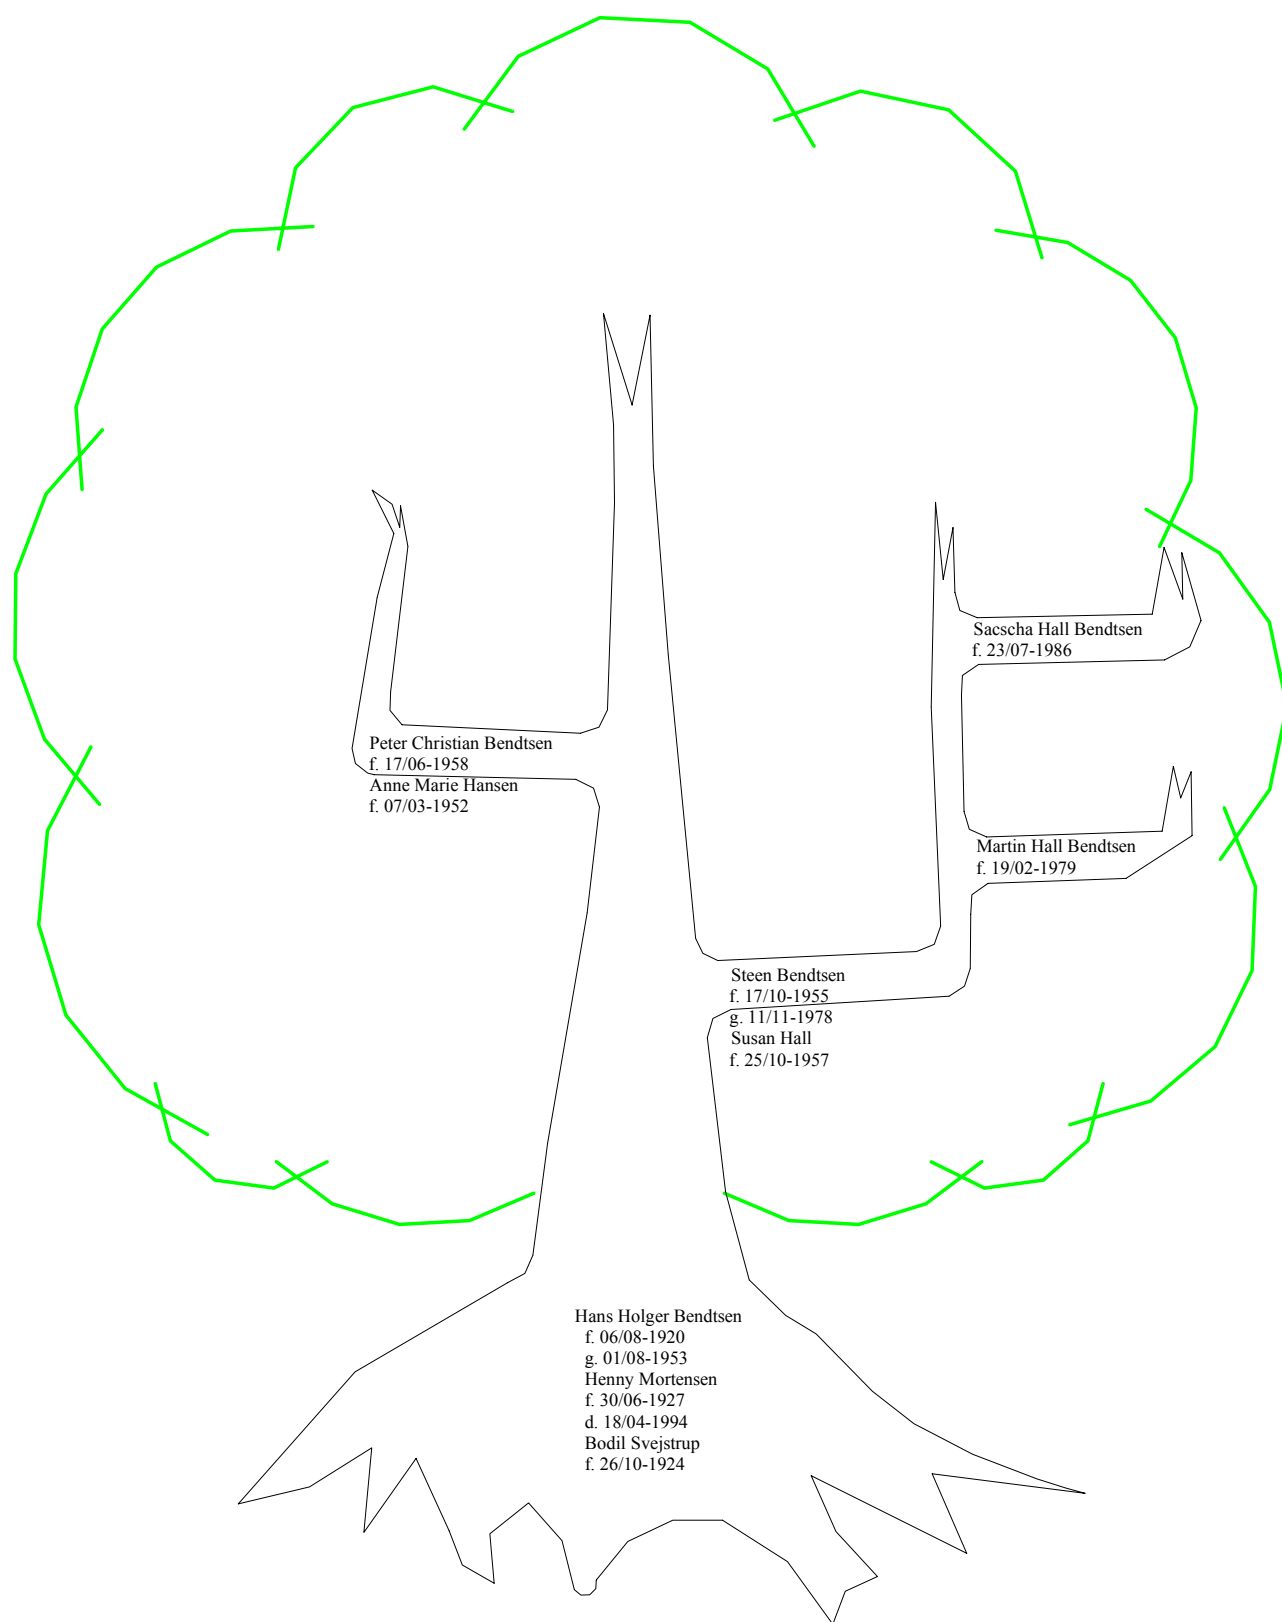 Sacscha Hall Bendtsen
f. 23/07-1986
Peter Christian Bendtsen
f. 17/06-1958
Anne Marie Hansen
f. 07/03-1952
Martin Hall Bendtsen
f. 19/02-1979
Steen Bendtsen
f. 17/10-1955
g. 11/11-1978
Susan Hall
f. 25/10-1957
Hans Holger Bendtsen
f. 06/08-1920
g. 01/08-1953
Henny Mortensen
f. 30/06-1927
d. 18/04-1994
Bodil Svejstrup
f. 26/10-1924